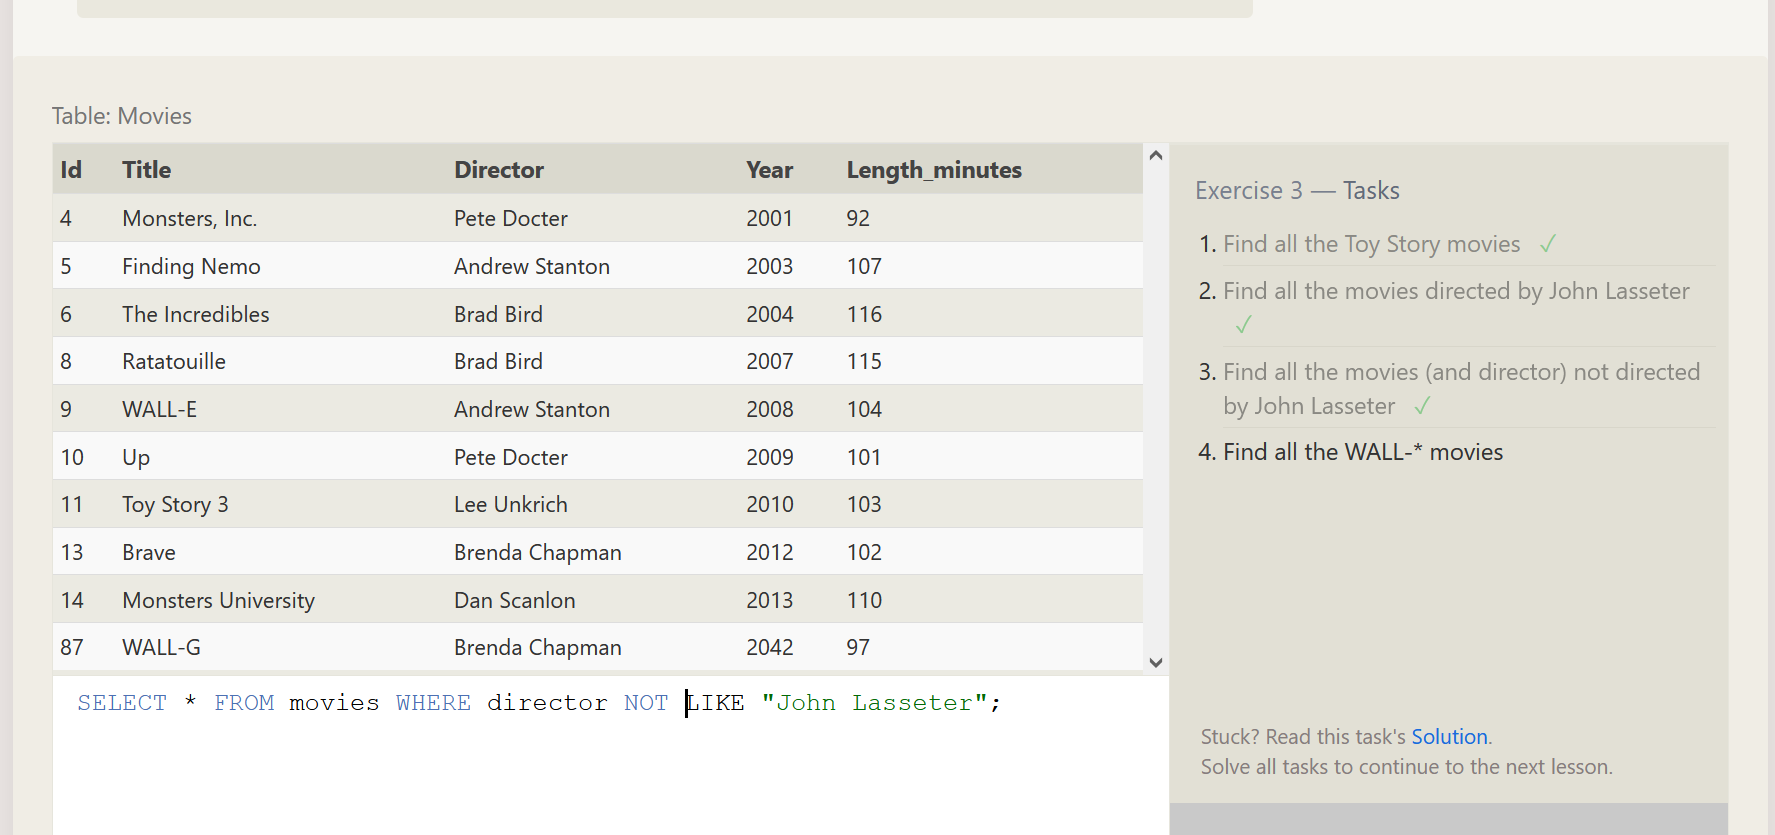 Table: Movies
Id Title Director Year Length_minutes
4 Monsters, Inc. Pete Docter 2001 92
5 Finding Nemo Andrew Stanton 2003 107
6 The Incredibles Brad Bird 2004 116
8 Ratatouille Brad Bird 2007 115
9 WALL-E Andrew Stanton 2008 104
10 Up Pete Docter 2009 101
11 Toy Story 3 Lee Unkrich 2010 103
13 Brave Brenda Chapman 2012 102
14 Monsters University Dan Scanlon 2013 110
87 WALL-G Brenda Chapman 2042 97
SELECT * FROM movies WHERE director NOT LIKE "John Lasseter";
Exercise 3 — Tasks
1. Find all the Toy Story movies ✓
2. Find all the movies directed by John Lasseter
✓
3. Find all the movies (and director) not directed
by John Lasseter ✓
4. Find all the WALL-* movies
Stuck? Read this task's Solution.
Solve all tasks to continue to the next lesson.